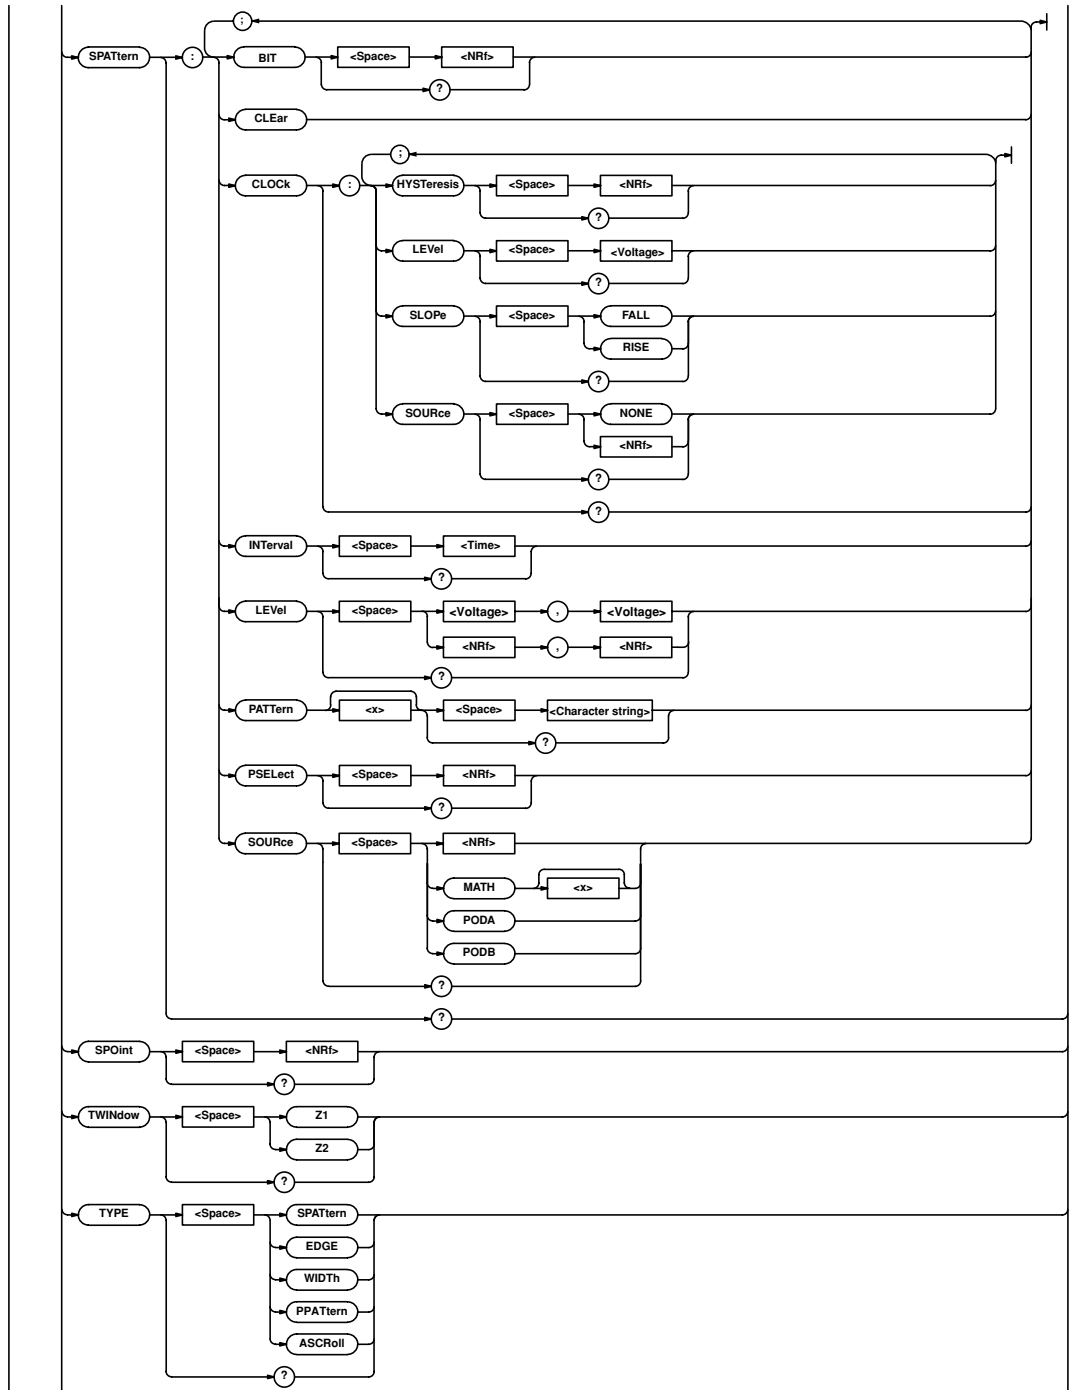 ;
SPATtern : BIT <Space> <NRf>
?
CLEar
;
CLOCk : HYSTeresis <Space> <NRf>
?
LEVel <Space> <Voltage>
?
SLOPe <Space> FALL
RISE
?
SOURce <Space> NONE
<NRf>
?
?
INTerval <Space> <Time>
?
LEVel <Space> <Voltage> , <Voltage>
<NRf> , <NRf>
?
PATTern <x> <Space> <Character string>
?
PSELect <Space> <NRf>
?
SOURce <Space> <NRf>
MATH <x>
PODA
PODB
?
?
SPOint <Space> <NRf>
?
TWINdow <Space> Z1
Z2
?
TYPE <Space> SPATtern
EDGE
WIDTh
PPATtern
ASCRoll
?